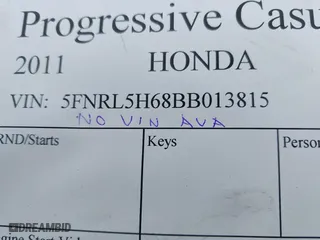 Progressive Casu
2011 HONDA
VIN: 5FNRL5H68BB013815
NO VIN AVA
RND/Starts Keys Person
DREAMBID